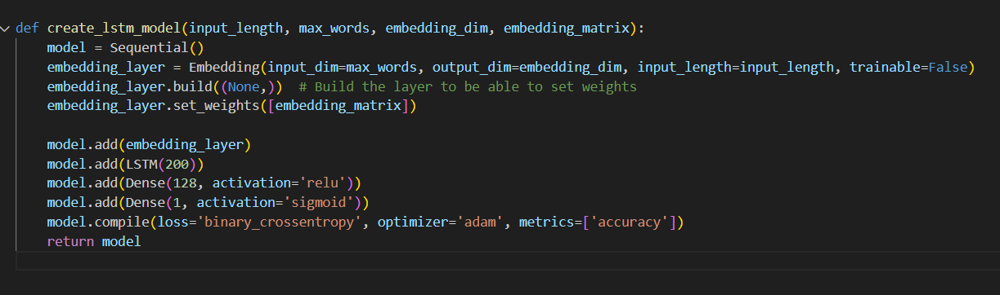 def create_lstm_model(input_length, max_words, embedding_dim, embedding_matrix):
    model = Sequential()
    embedding_layer = Embedding(input_dim=max_words, output_dim=embedding_dim, input_length=input_length, trainable=False)
    embedding_layer.build((None,))  # Build the layer to be able to set weights
    embedding_layer.set_weights([embedding_matrix])

    model.add(embedding_layer)
    model.add(LSTM(200))
    model.add(Dense(128, activation='relu'))
    model.add(Dense(1, activation='sigmoid'))
    model.compile(loss='binary_crossentropy', optimizer='adam', metrics=['accuracy'])
    return model